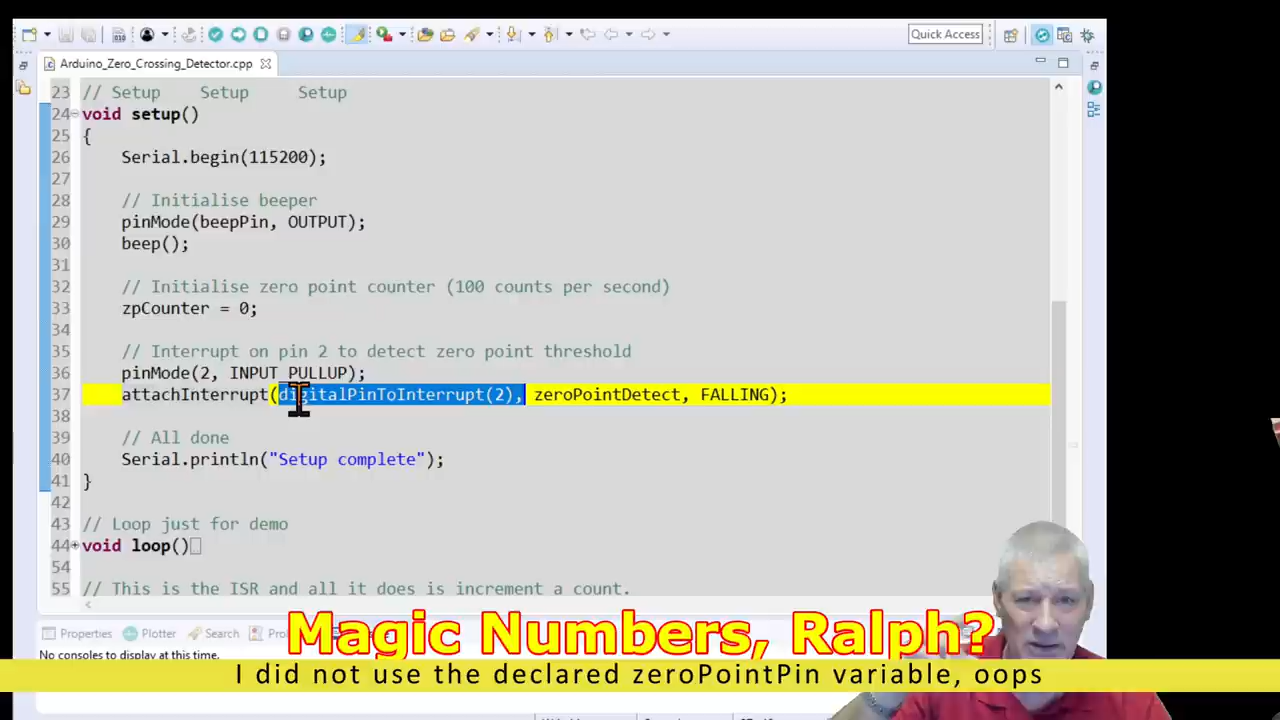 Quick Access
Arduino_Zero_Crossing_Detector.cpp
23 // Setup Setup Setup
24 void setup()
25 {
26 Serial.begin(115200);
27
28 // Initialise beeper
29 pinMode(beepPin, OUTPUT);
30 beep();
31
32 // Initialise zero point counter (100 counts per second)
33 zpCounter = 0;
34
35 // Interrupt on pin 2 to detect zero point threshold
36 pinMode(2, INPUT_PULLUP);
37 attachInterrupt(digitalPinToInterrupt(2), zeroPointDetect, FALLING);
38
39 // All done
40 Serial.println("Setup complete");
41 }
42
43 // Loop just for demo
44 void loop()
54
55 // This is the ISR and all it does is increment a count.
Magic Numbers, Ralph?
Properties Plotter Search
No consoles to display at this time.
I did not use the declared zeroPointPin variable, oops